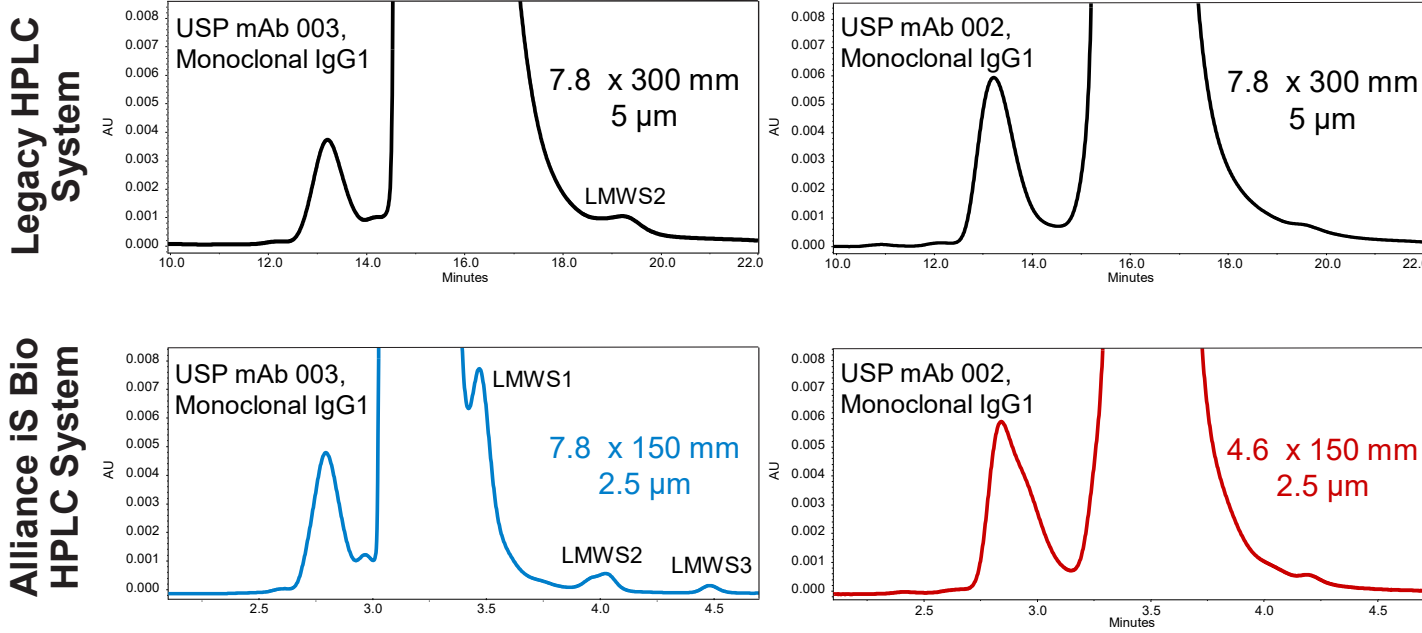 Legacy HPLC
System
USP mAb 003,
Monoclonal IgG1
7.8 x 300 mm
5 µm
LMWS2
AU
0.008
0.007
0.006
0.005
0.004
0.003
0.002
0.001
0.000
10.0 12.0 14.0 16.0 18.0 20.0 22.0
Minutes
USP mAb 002,
Monoclonal IgG1
7.8 x 300 mm
5 µm
AU
0.008
0.007
0.006
0.005
0.004
0.003
0.002
0.001
0.000
10.0 12.0 14.0 16.0 18.0 20.0 22.0
Minutes
Alliance iS Bio
HPLC System
USP mAb 003,
Monoclonal IgG1
LMWS1
7.8 x 150 mm
2.5 µm
LMWS2
LMWS3
AU
0.008
0.007
0.006
0.005
0.004
0.003
0.002
0.001
0.000
2.5 3.0 3.5 4.0 4.5
USP mAb 002,
Monoclonal IgG1
4.6 x 150 mm
2.5 µm
AU
0.008
0.007
0.006
0.005
0.004
0.003
0.002
0.001
0.000
2.5 3.0 3.5 4.0 4.5
Minutes